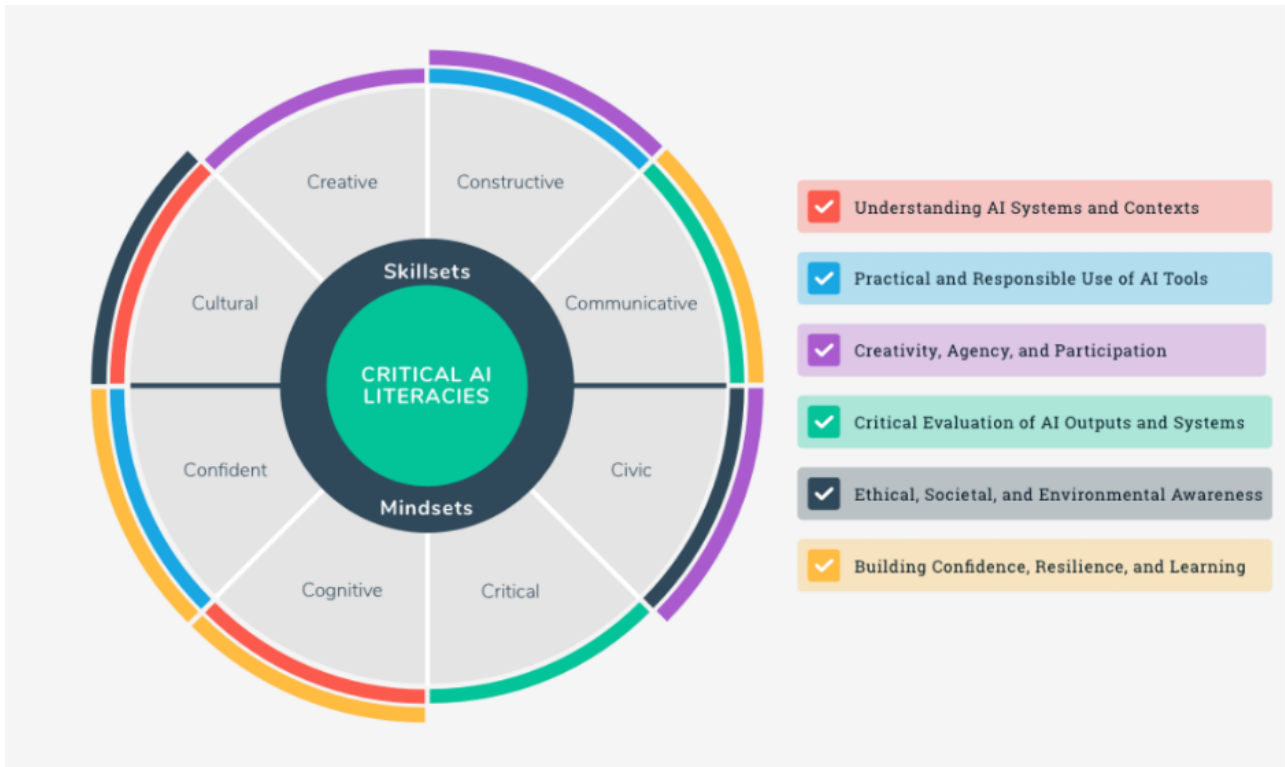 Creative
Constructive
Cultural
Skillsets
Communicative
CRITICAL AI
LITERACIES
Confident
Mindsets
Civic
Cognitive
Critical
Understanding AI Systems and Contexts
Practical and Responsible Use of AI Tools
Creativity, Agency, and Participation
Critical Evaluation of AI Outputs and Systems
Ethical, Societal, and Environmental Awareness
Building Confidence, Resilience, and Learning